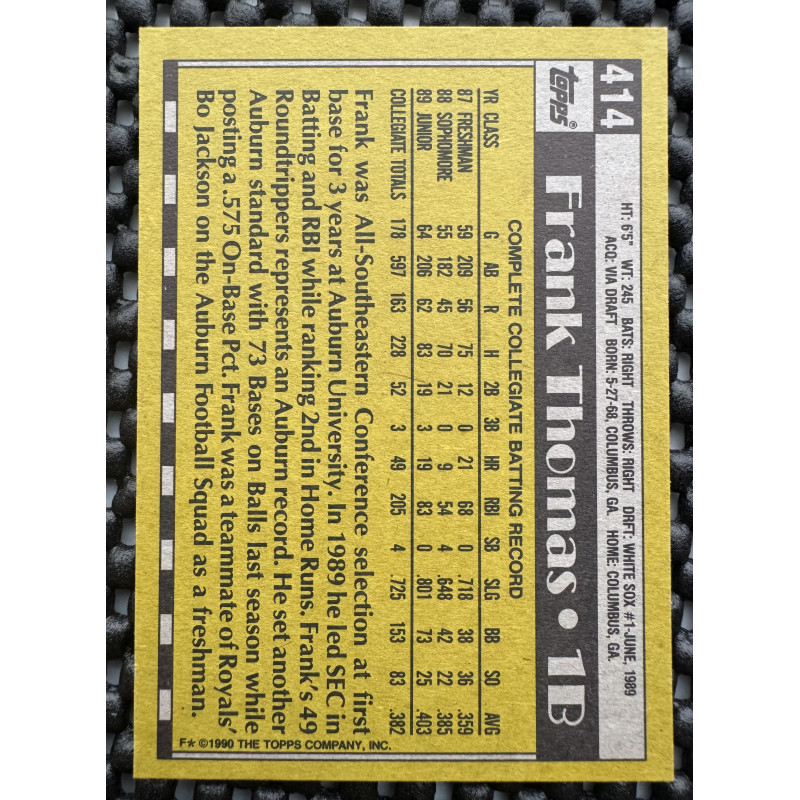 414
topps®
HT: 6'5" WT: 245 BATS: RIGHT THROWS: RIGHT DRFT: WHITE SOX #1-JUNE, 1989
ACQ: VIA DRAFT BORN: 5-27-68, COLUMBUS, GA. HOME: COLUMBUS, GA.
Frank Thomas • 1B
COMPLETE COLLEGIATE BATTING RECORD
YR CLASS G AB R H 2B 3B HR RBI SB SLG BB SO AVG
87 FRESHMAN 59 209 56 75 12 0 21 68 0 .718 38 36 .359
88 SOPHOMORE 55 182 45 70 21 0 9 54 4 .648 42 22 .385
89 JUNIOR 64 206 62 83 19 3 19 83 0 .801 73 25 .403
COLLEGIATE TOTALS 178 597 163 228 52 3 49 205 4 .725 153 83 .382
Frank was All-Southeastern Conference selection at first
base for 3 years at Auburn University. In 1989 he led SEC in
Batting and RBI while ranking 2nd in Home Runs. Frank's 49
Roundtrippers represents an Auburn record. He set another
Auburn standard with 73 Bases on Balls last season while
posting a .575 On-Base Pct. Frank was a teammate of Royals'
Bo Jackson on the Auburn Football Squad as a freshman.
F* ©1990 THE TOPPS COMPANY, INC.